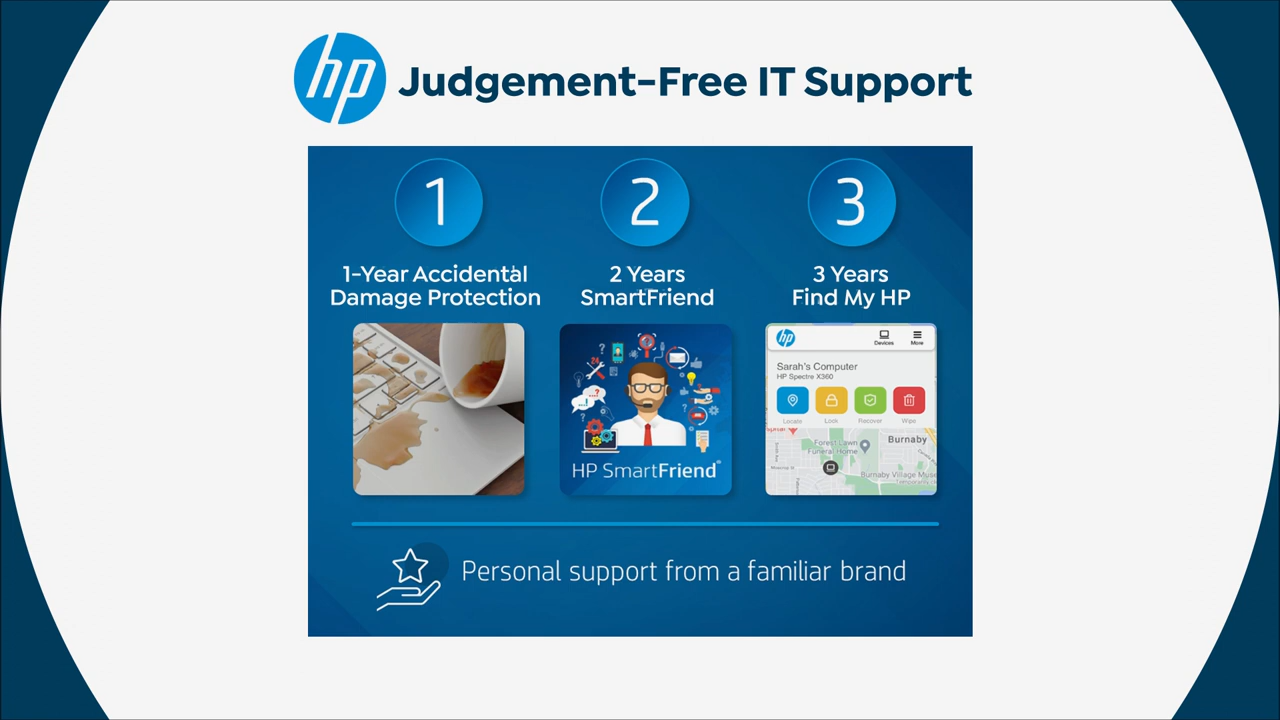 hp Judgement-Free IT Support
1
2
3
1-Year Accidental
Damage Protection
2 Years
SmartFriend
3 Years
Find My HP
24
HP SmartFriend®
hp
Devices
More
Sarah's Computer
HP Spectre X360
Locate
Lock
Recover
Wipe
Forest Lawn
Funeral Home
Burnaby
Burnaby Village Muse
Personal support from a familiar brand